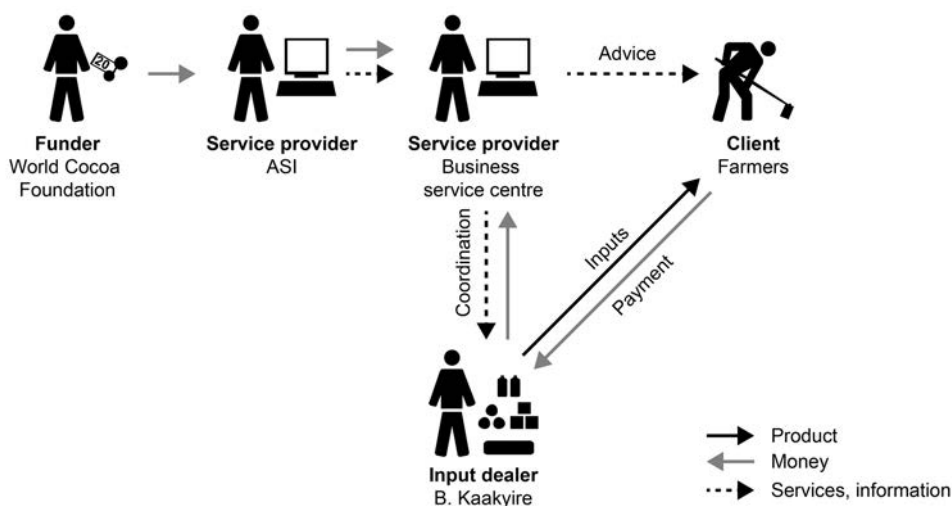 20
Advice
Funder
World Cocoa
Foundation
Service provider
ASI
Service provider
Business
service centre
Client
Farmers
Coordination
Inputs
Payment
Input dealer
B. Kaakyire
Product
Money
Services, information